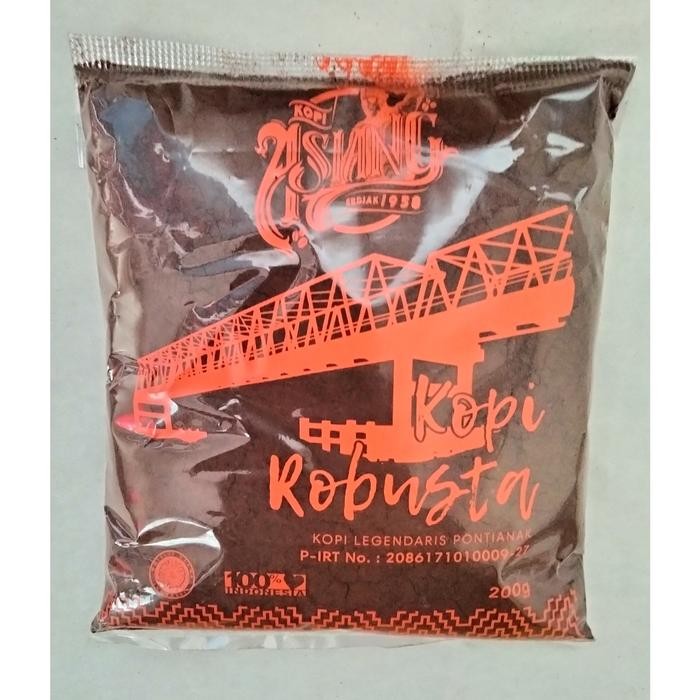 KOPI
ASIANG
SEDJAK 1958
Kopi
Robusta
KOPI LEGENDARIS PONTIANAK
P-IRT No. : 2086171010009-27
100%
INDONESIA
200g